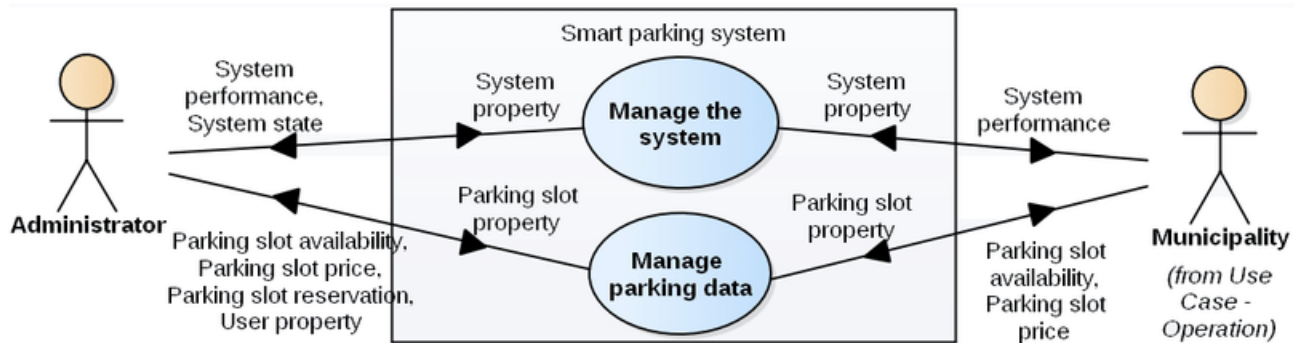 Smart parking system
System
performance,
System state
System
property
Manage the
system
System
property
System
performance
Administrator
Parking slot
property
Parking slot
property
Municipality
(from Use
Case -
Operation)
Parking slot availability,
Parking slot price,
Parking slot reservation,
User property
Manage
parking data
Parking slot
availability,
Parking slot
price